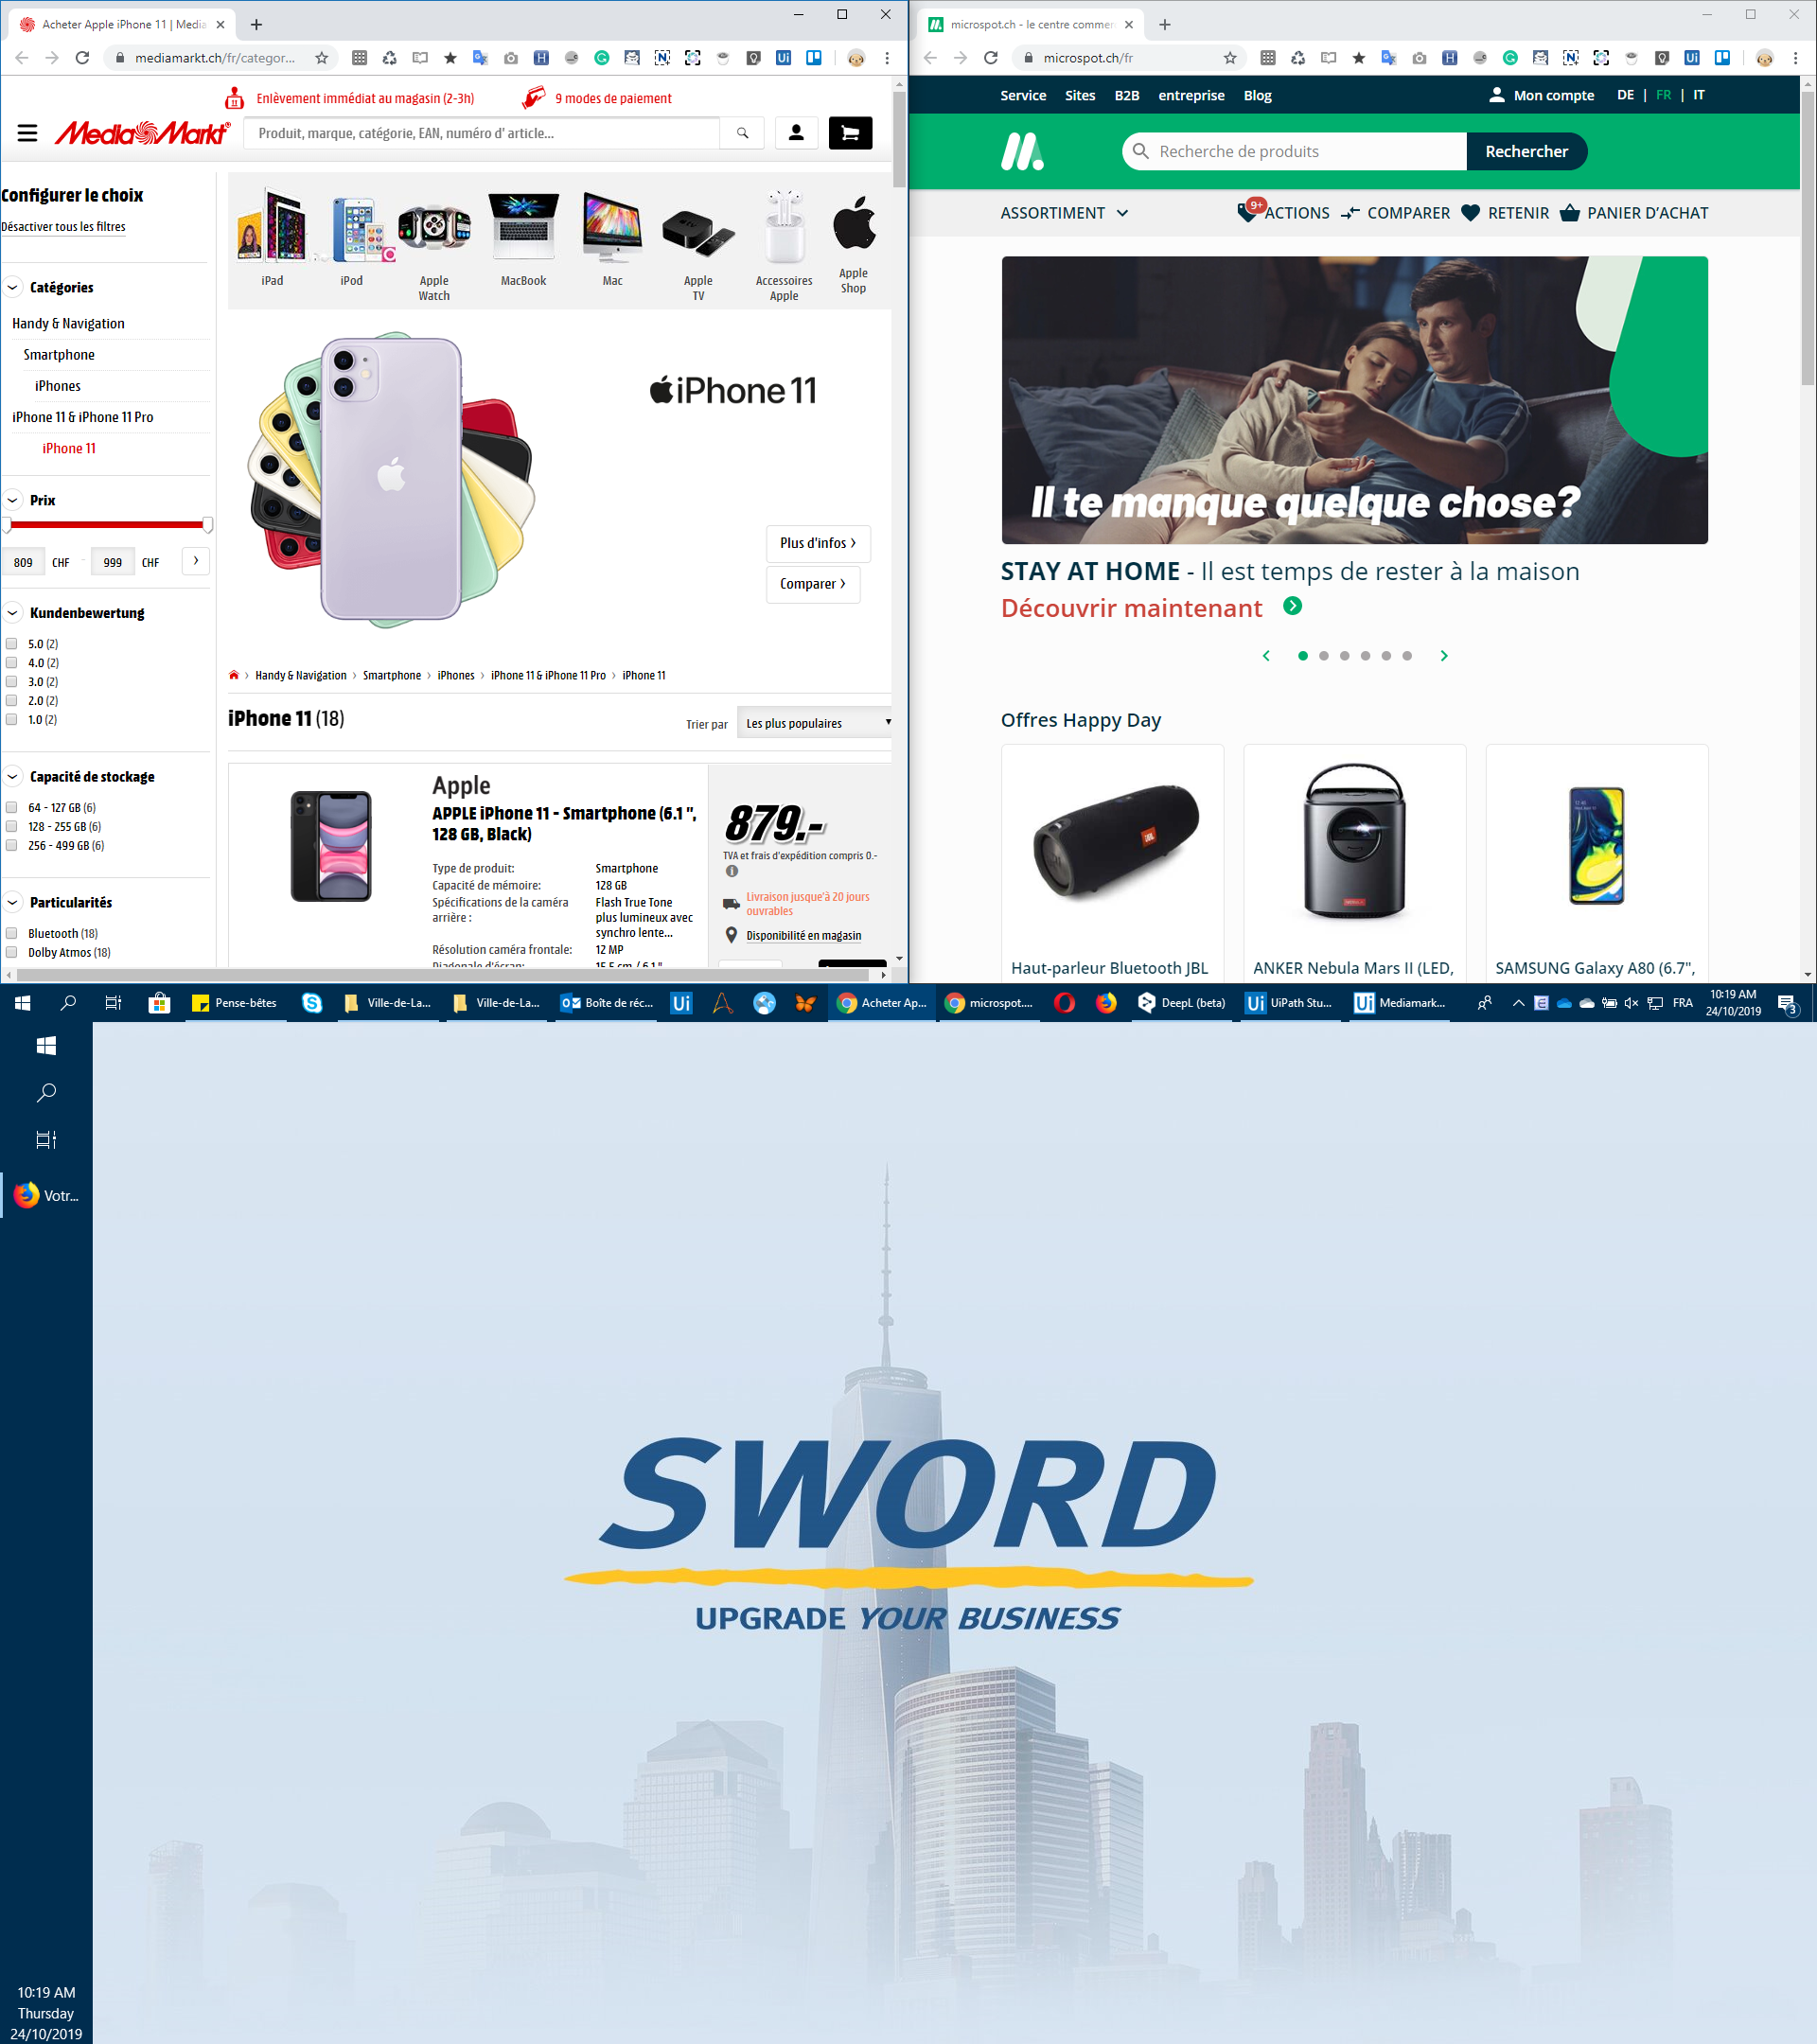 Acheter Apple iPhone 11 | Media
mediamarkt.ch/fr/categor...
Enlèvement immédiat au magasin (2-3h)
9 modes de paiement
Media Markt
Produit, marque, catégorie, EAN, numéro d' article...
Configurer le choix
Désactiver tous les filtres
Catégories
Handy & Navigation
Smartphone
iPhones
iPhone 11 & iPhone 11 Pro
iPhone 11
Prix
809 CHF - 999 CHF
Kundenbewertung
5.0 (2)
4.0 (2)
3.0 (2)
2.0 (2)
1.0 (2)
Capacité de stockage
64 - 127 GB (6)
128 - 255 GB (6)
256 - 499 GB (6)
Particularités
Bluetooth (18)
Dolby Atmos (18)
iPad
iPod
Apple
Watch
MacBook
Mac
Apple
TV
Accessoires
Apple
Apple
Shop
iPhone 11
Plus d'infos ›
Comparer ›
› Handy & Navigation › Smartphone › iPhones › iPhone 11 & iPhone 11 Pro › iPhone 11
iPhone 11 (18)
Trier par
Les plus populaires
Apple
APPLE iPhone 11 - Smartphone (6.1 ",
128 GB, Black)
Type de produit: Smartphone
Capacité de mémoire: 128 GB
Spécifications de la caméra
arrière :
Flash True Tone
plus lumineux avec
synchro lente...
Résolution caméra frontale: 12 MP
Diagonale d'écran: 15.5 cm / 6.1 "
879.-
TVA et frais d'expédition compris 0.-
Livraison jusque'à 20 jours
ouvrables
Disponibilité en magasin
microspot.ch - le centre commer
microspot.ch/fr
Service Sites B2B entreprise Blog
Mon compte DE | FR | IT
Recherche de produits
Rechercher
ASSORTIMENT
9+ ACTIONS COMPARER RETENIR PANIER D'ACHAT
Il te manque quelque chose?
STAY AT HOME - Il est temps de rester à la maison
Découvrir maintenant
Offres Happy Day
Haut-parleur Bluetooth JBL
ANKER Nebula Mars II (LED,
SAMSUNG Galaxy A80 (6.7",
Pense-bêtes
Ville-de-La...
Ville-de-La...
Boîte de réc...
Acheter Ap...
microspot....
DeepL (beta)
UiPath Stu...
Mediamark...
FRA
10:19 AM
24/10/2019
3
Votr...
SWORD
UPGRADE YOUR BUSINESS
10:19 AM
Thursday
24/10/2019